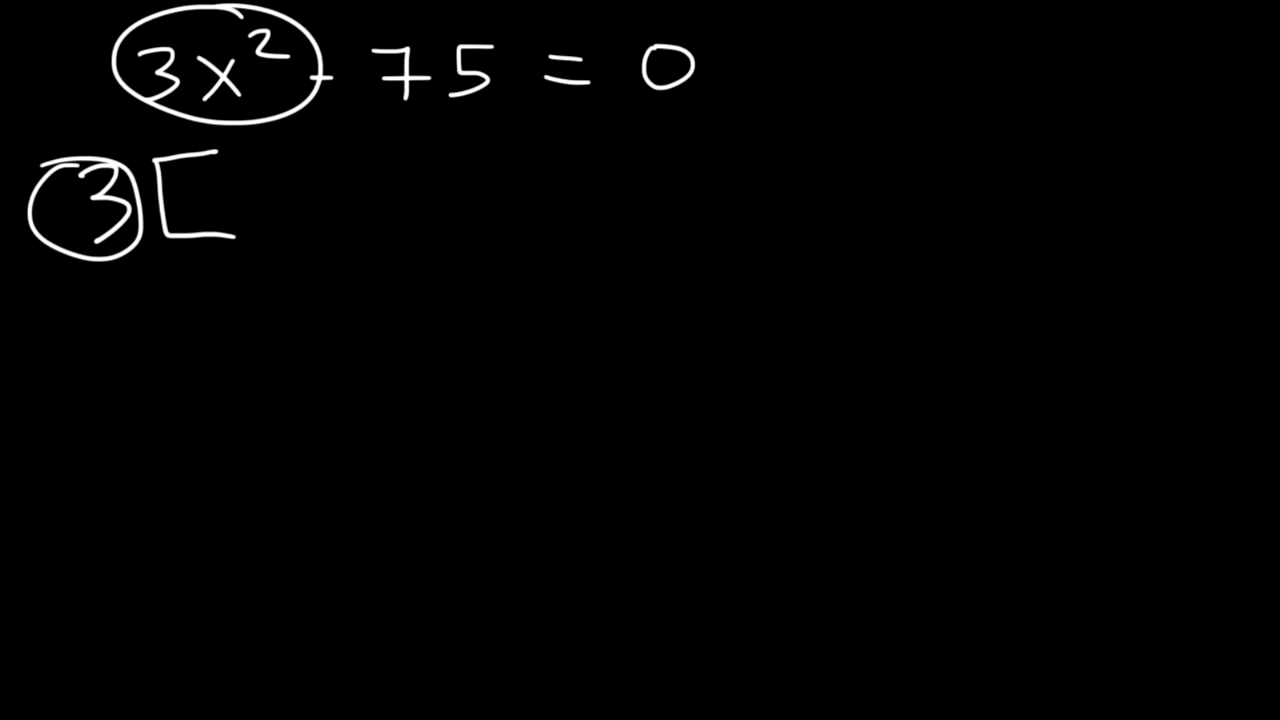 3x² - 75 = 0
3[